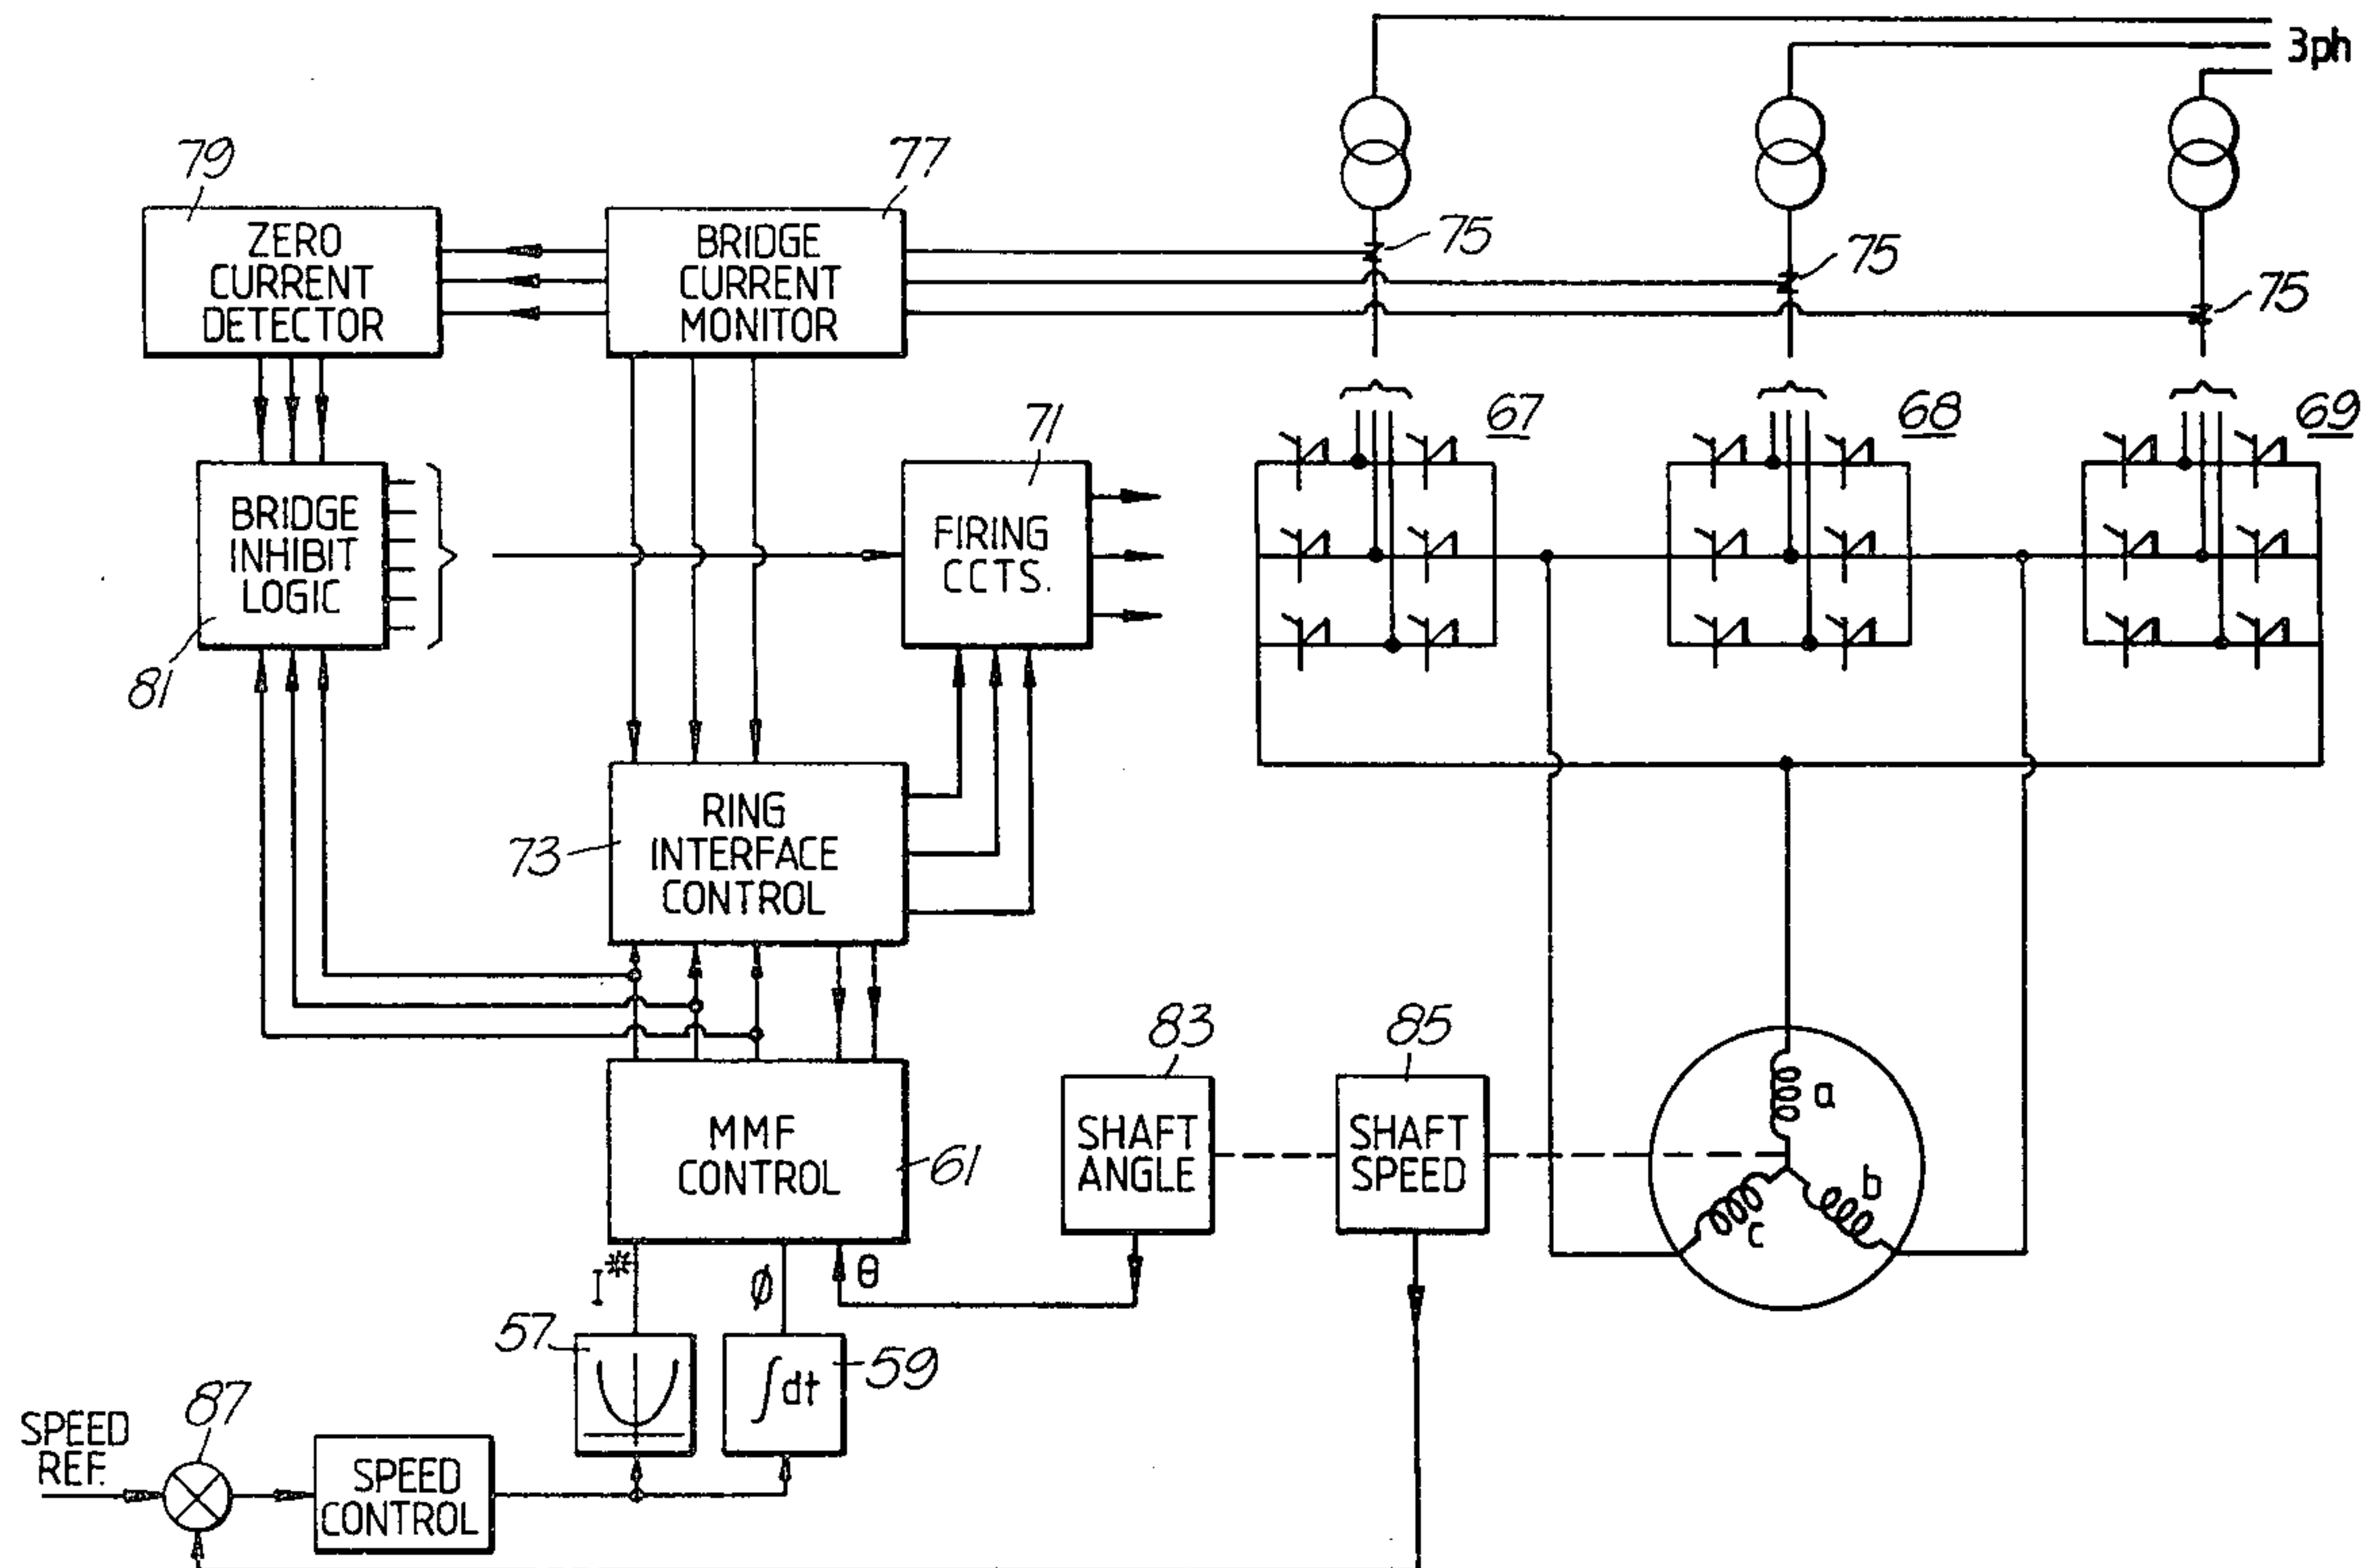 3ph
79
77
ZERO
CURRENT
DETECTOR
BRIDGE
CURRENT
MONITOR
75
75
75
71
67
68
69
BRIDGE
INHIBIT
LOGIC
FIRING
CCTS.
81
RING
INTERFACE
CONTROL
73
83
85
MMF
CONTROL
61
SHAFT
ANGLE
SHAFT
SPEED
a
b
c
I*
ϕ
θ
57
59
∫dt
87
SPEED
REF.
SPEED
CONTROL